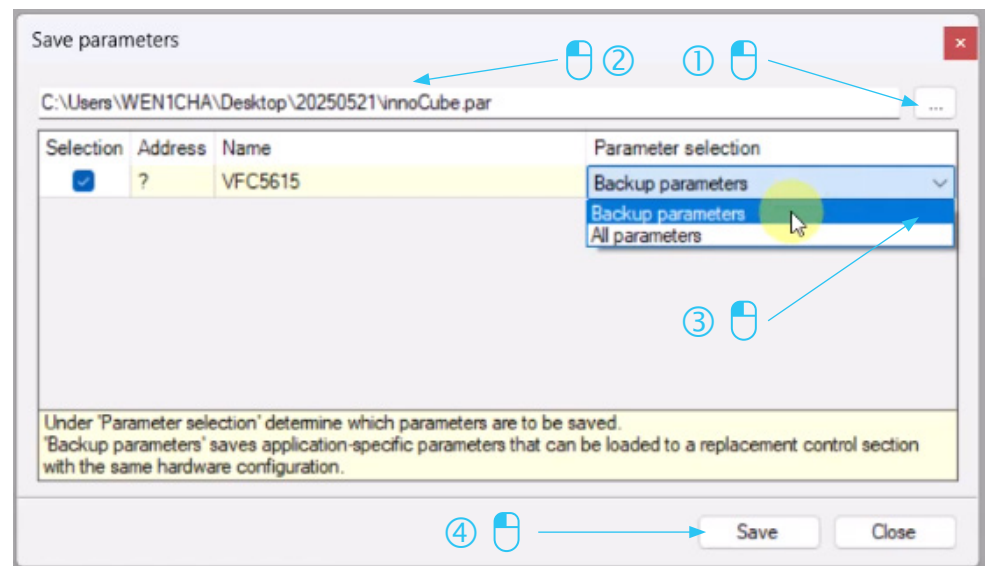 Save parameters
② ①
C:\Users\WEN1CHA\Desktop\20250521\innoCube.par ...
Selection Address Name Parameter selection
? VFC5615 Backup parameters
Backup parameters
All parameters
③
Under 'Parameter selection' determine which parameters are to be saved.
'Backup parameters' saves application-specific parameters that can be loaded to a replacement control section
with the same hardware configuration.
④ Save Close